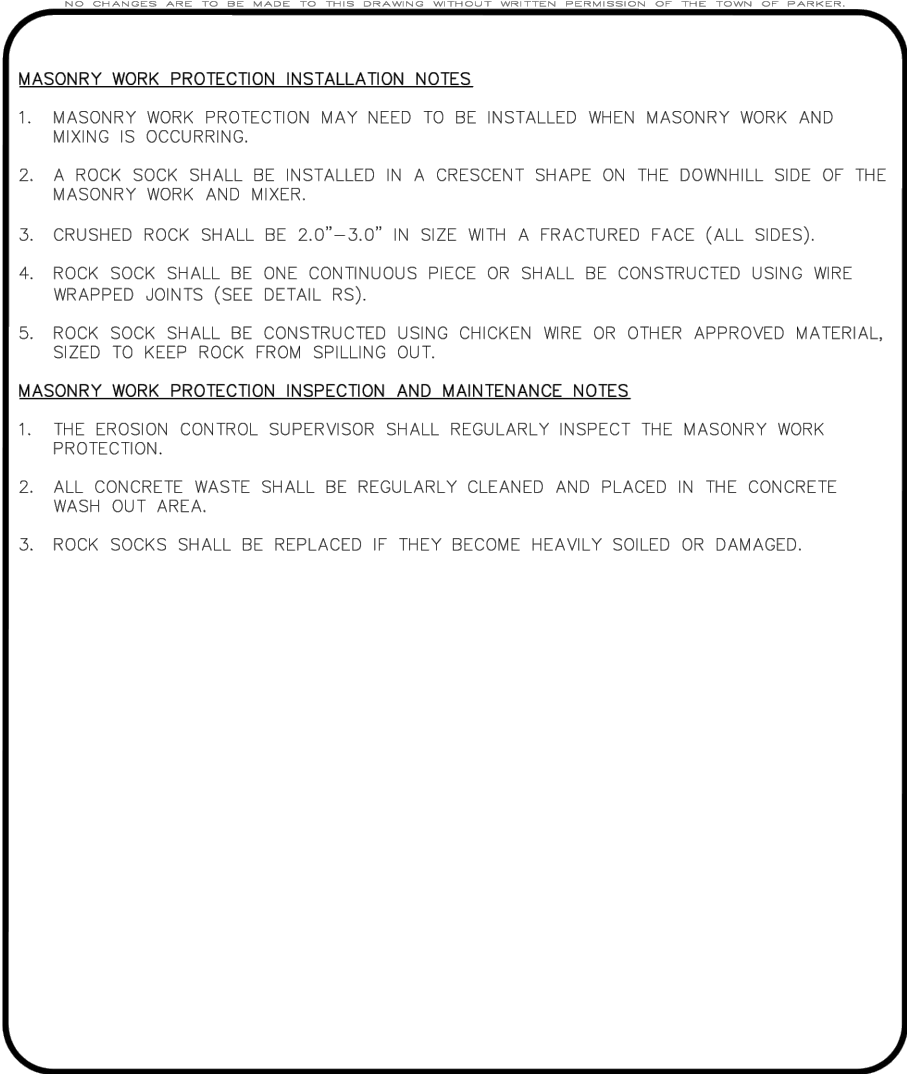 NO CHANGES ARE TO BE MADE TO THIS DRAWING WITHOUT WRITTEN PERMISSION OF THE TOWN OF PARKER.
MASONRY WORK PROTECTION INSTALLATION NOTES
1. MASONRY WORK PROTECTION MAY NEED TO BE INSTALLED WHEN MASONRY WORK AND
MIXING IS OCCURRING.
2. A ROCK SOCK SHALL BE INSTALLED IN A CRESCENT SHAPE ON THE DOWNHILL SIDE OF THE
MASONRY WORK AND MIXER.
3. CRUSHED ROCK SHALL BE 2.0"–3.0" IN SIZE WITH A FRACTURED FACE (ALL SIDES).
4. ROCK SOCK SHALL BE ONE CONTINUOUS PIECE OR SHALL BE CONSTRUCTED USING WIRE
WRAPPED JOINTS (SEE DETAIL RS).
5. ROCK SOCK SHALL BE CONSTRUCTED USING CHICKEN WIRE OR OTHER APPROVED MATERIAL,
SIZED TO KEEP ROCK FROM SPILLING OUT.
MASONRY WORK PROTECTION INSPECTION AND MAINTENANCE NOTES
1. THE EROSION CONTROL SUPERVISOR SHALL REGULARLY INSPECT THE MASONRY WORK
PROTECTION.
2. ALL CONCRETE WASTE SHALL BE REGULARLY CLEANED AND PLACED IN THE CONCRETE
WASH OUT AREA.
3. ROCK SOCKS SHALL BE REPLACED IF THEY BECOME HEAVILY SOILED OR DAMAGED.